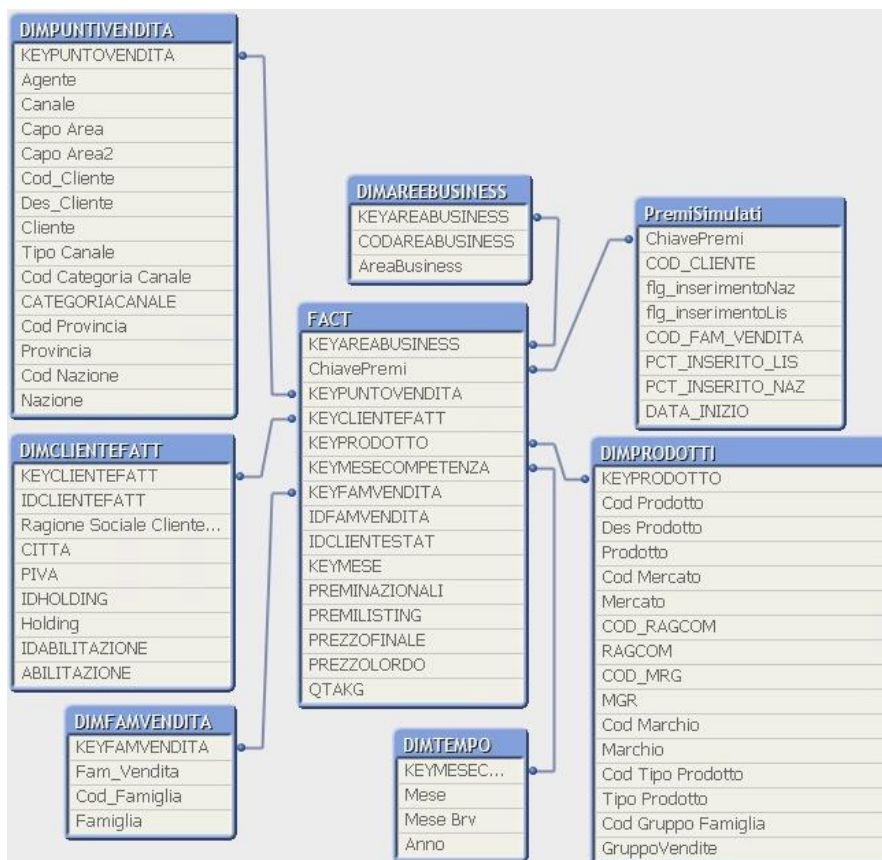 DIMPUNTIVENDITA
KEYPUNTOVENDITA
Agente
Canale
Capo Area
Capo Area2
Cod_Cliente
Des_Cliente
Cliente
Tipo Canale
Cod Categoria Canale
CATEGORIACANALE
Cod Provincia
Provincia
Cod Nazione
Nazione
DIMAREEBUSINESS
KEYAREABUSINESS
CODAREABUSINESS
AreaBusiness
PremiSimulati
ChiavePremi
COD_CLIENTE
flg_inserimentoNaz
flg_inserimentoLis
COD_FAM_VENDITA
PCT_INSERITO_LIS
PCT_INSERITO_NAZ
DATA_INIZIO
FACT
KEYAREABUSINESS
ChiavePremi
KEYPUNTOVENDITA
KEYCLIENTEFATT
KEYPRODOTTO
KEYMESECOMPETENZA
KEYFAMVENDITA
IDFAMVENDITA
IDCLIENTESTAT
KEYMESE
PREMINAZIONALI
PREMILISTING
PREZZOFINALE
PREZZOLORDO
QTAKG
DIMCLIENTEFATT
KEYCLIENTEFATT
IDCLIENTEFATT
Ragione Sociale Cliente...
CITTA
PIVA
IDHOLDING
Holding
IDABILITAZIONE
ABILITAZIONE
DIMPRODOTTI
KEYPRODOTTO
Cod Prodotto
Des Prodotto
Prodotto
Cod Mercato
Mercato
COD_RAGCOM
RAGCOM
COD_MRG
MGR
Cod Marchio
Marchio
Cod Tipo Prodotto
Tipo Prodotto
Cod Gruppo Famiglia
GruppoVendite
DIMFAMVENDITA
KEYFAMVENDITA
Fam_Vendita
Cod_Famiglia
Famiglia
DIMTEMPO
KEYMESEC...
Mese
Mese Brv
Anno